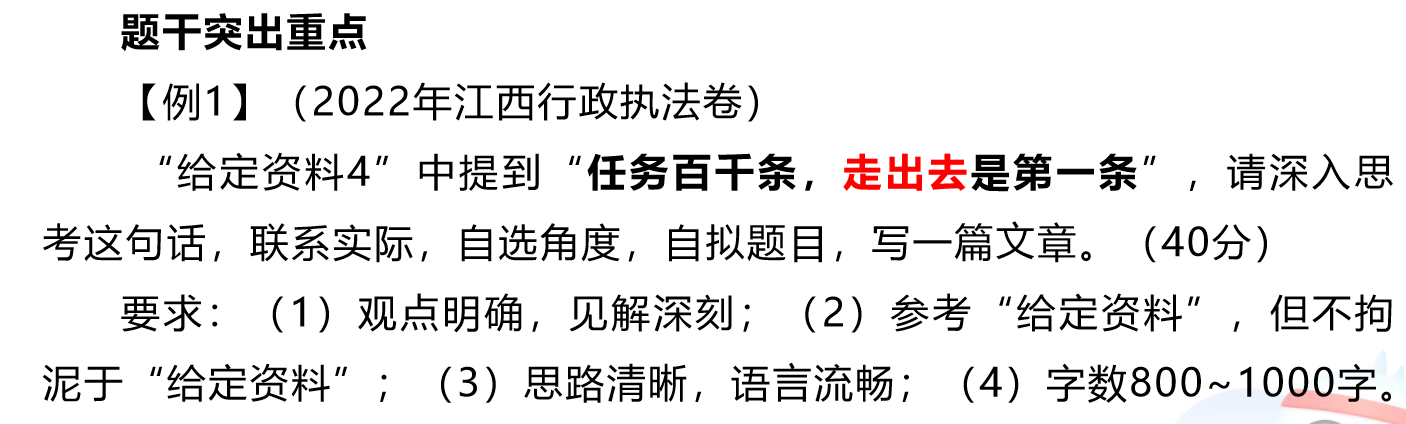 题干突出重点
【例1】（2022年江西行政执法卷）
“给定资料4”中提到“任务百千条，走出去是第一条”，请深入思
考这句话，联系实际，自选角度，自拟题目，写一篇文章。（40分）
要求：（1）观点明确，见解深刻；（2）参考“给定资料”，但不拘
泥于“给定资料”；（3）思路清晰，语言流畅；（4）字数800~1000字。